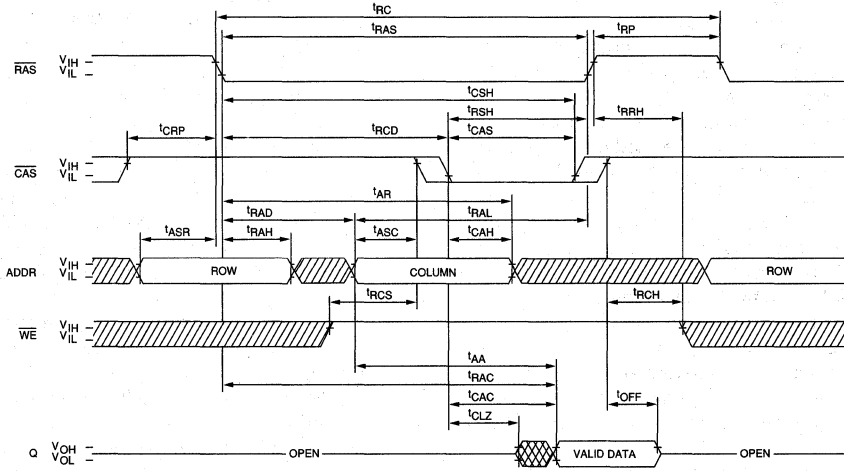 tRC
tRAS
tRP
RAS
VIH
VIL
tCSH
tRSH
tRRH
tCRP
tRCD
tCAS
CAS
VIH
VIL
tAR
tRAD
tRAL
tASR
tRAH
tASC
tCAH
ADDR
VIH
VIL
ROW
COLUMN
ROW
tRCS
tRCH
WE
VIH
VIL
tAA
tRAC
tCAC
tOFF
tCLZ
Q
VOH
VOL
OPEN
VALID DATA
OPEN